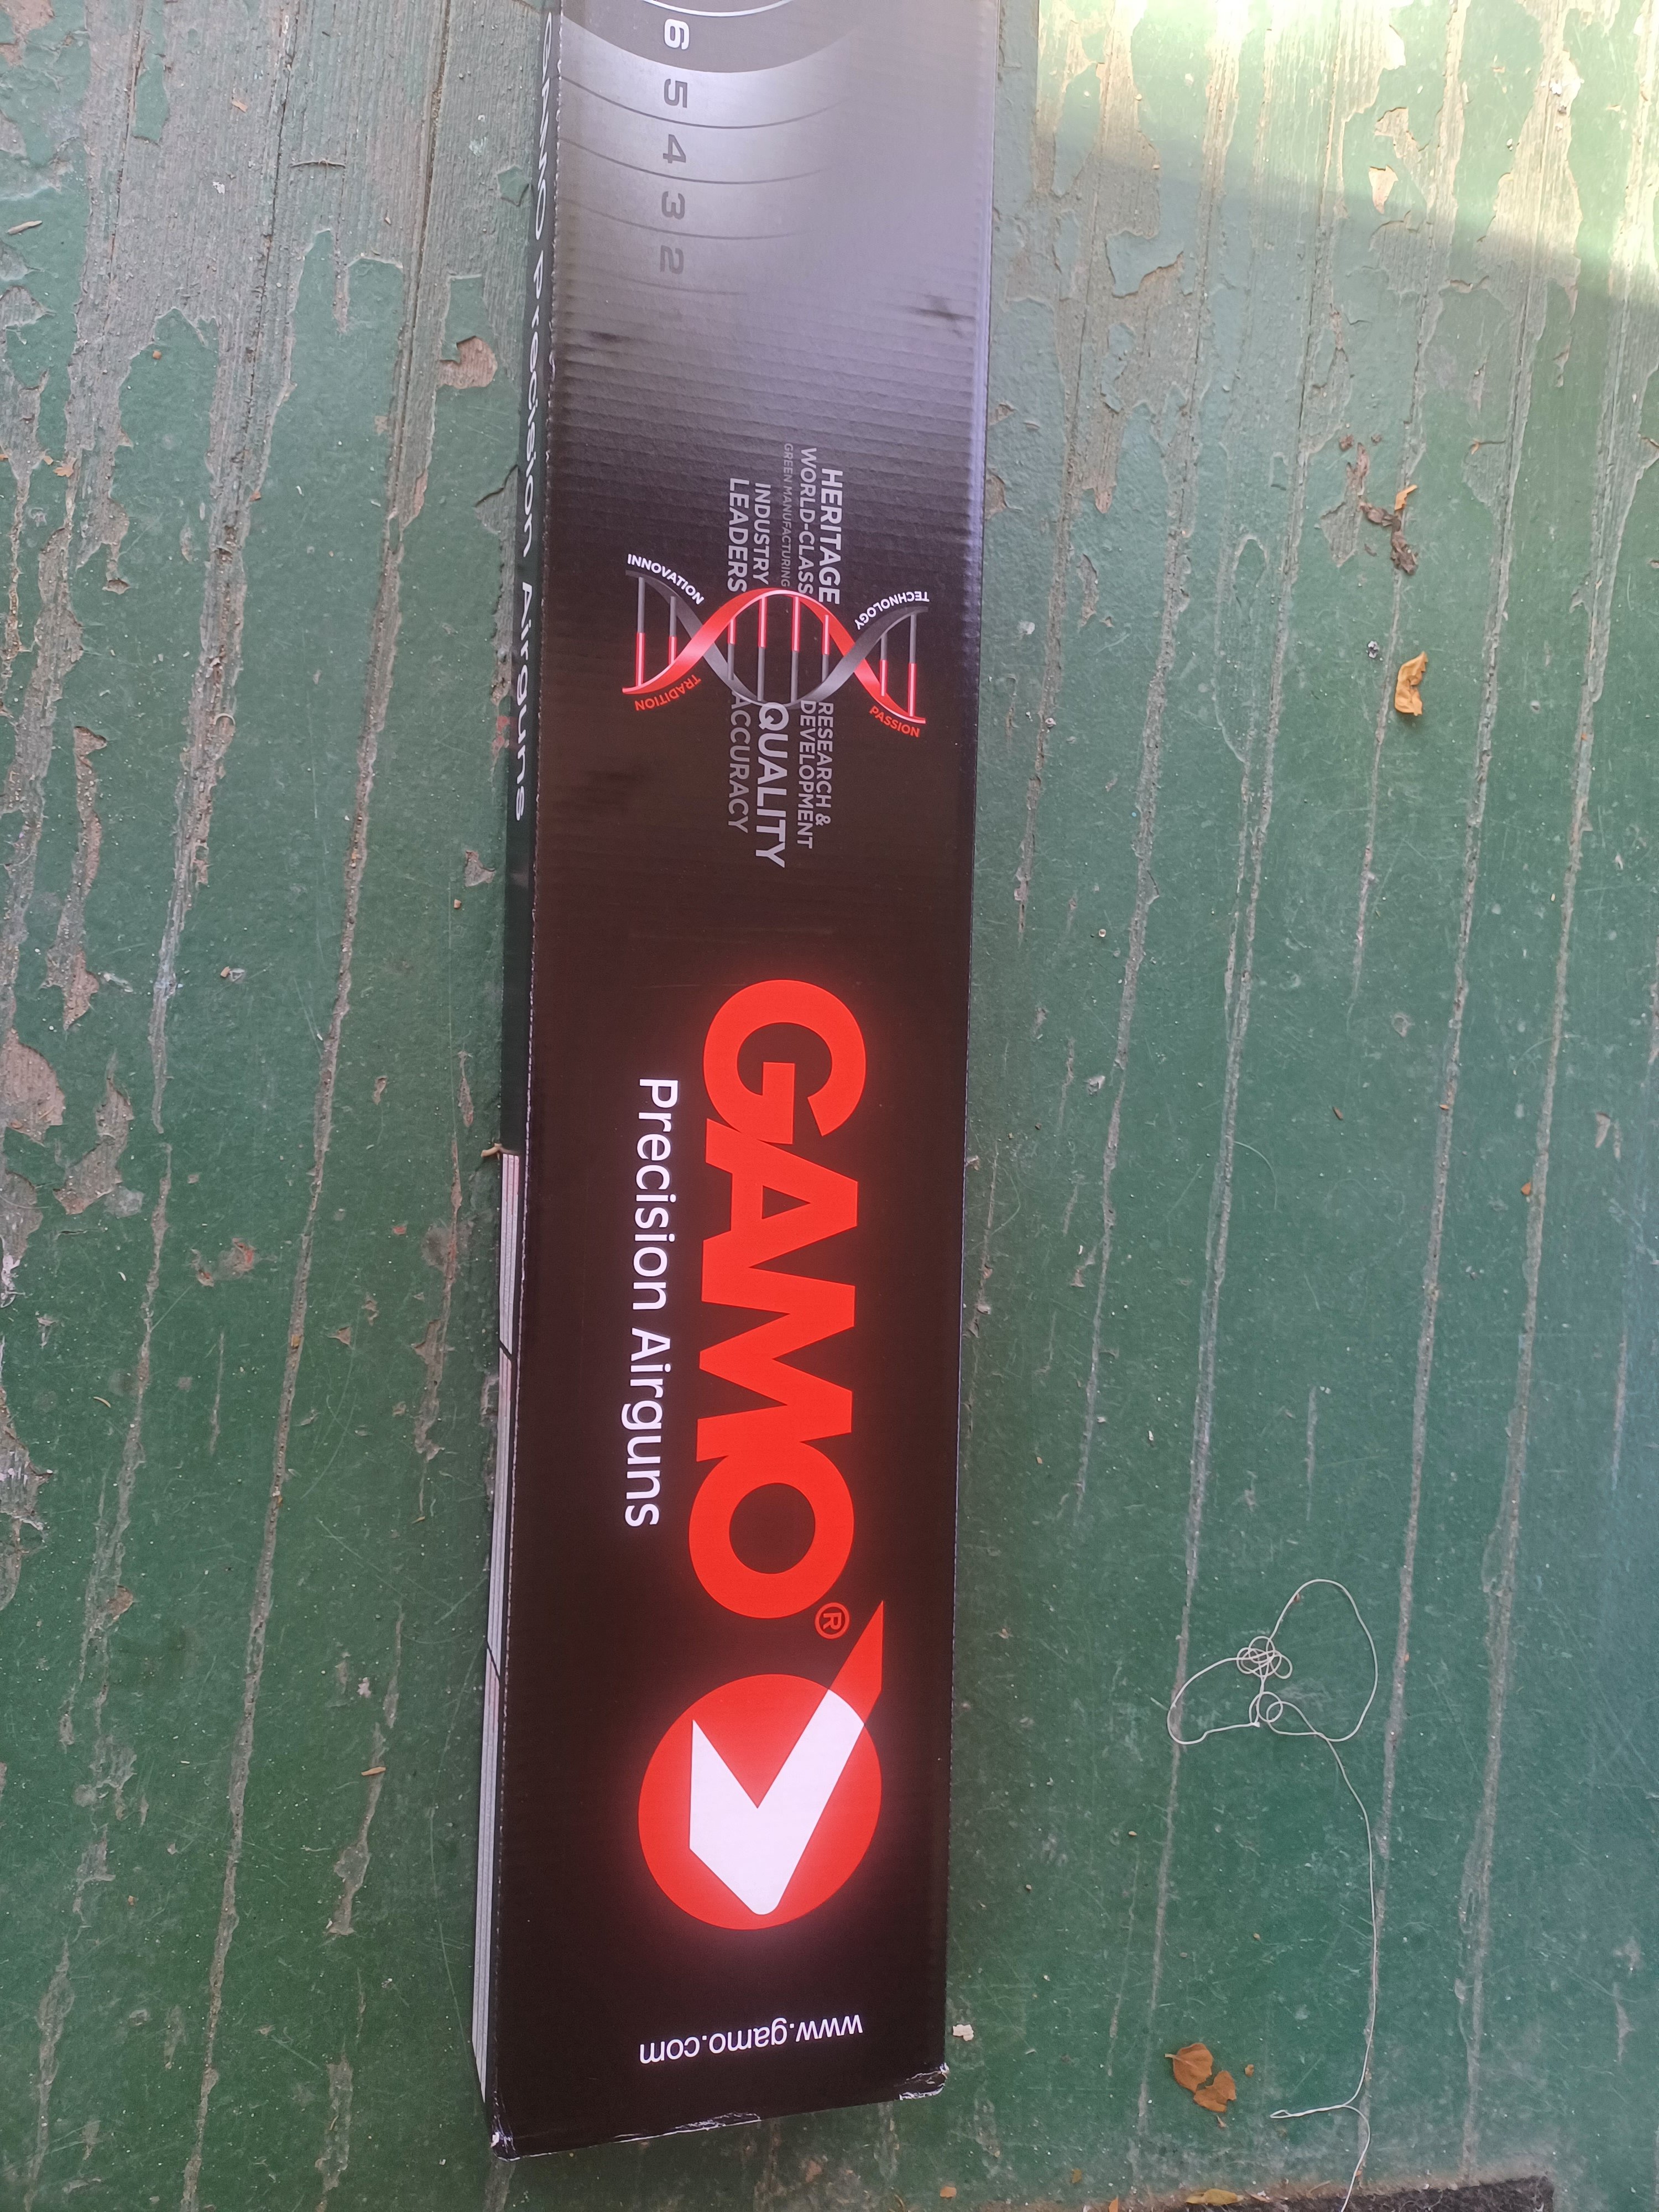 6
5
4
3
2
HERITAGE
WORLD-CLASS
GREEN MANUFACTURING
INDUSTRY
LEADERS
INNOVATION
TECHNOLOGY
TRADITION
PASSION
RESEARCH &
DEVELOPMENT
QUALITY
ACCURACY
GAMO®
Precision Airguns
www.gamo.com
GAMO Precision Airguns